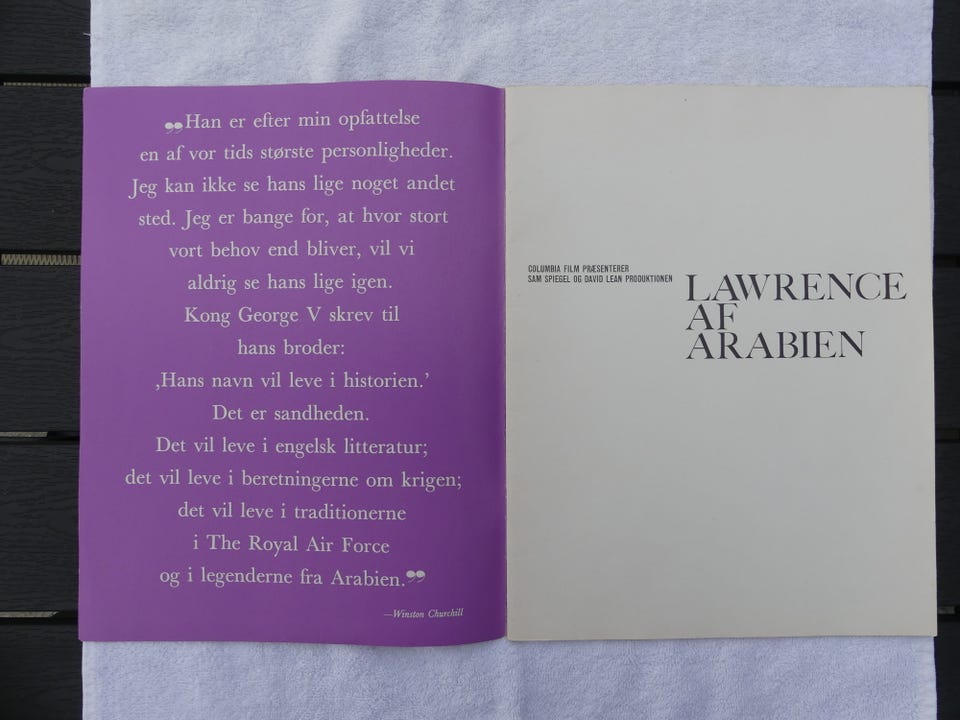 „Han er efter min opfattelse
en af vor tids største personligheder.
Jeg kan ikke se hans lige noget andet
sted. Jeg er bange for, at hvor stort
vort behov end bliver, vil vi
aldrig se hans lige igen.
Kong George V skrev til
hans broder:
‚Hans navn vil leve i historien.’
Det er sandheden.
Det vil leve i engelsk litteratur;
det vil leve i beretningerne om krigen;
det vil leve i traditionerne
i The Royal Air Force
og i legenderne fra Arabien.”
—Winston Churchill
COLUMBIA FILM PRÆSENTERER
SAM SPIEGEL OG DAVID LEAN PRODUKTIONEN
LAWRENCE
AF
ARABIEN